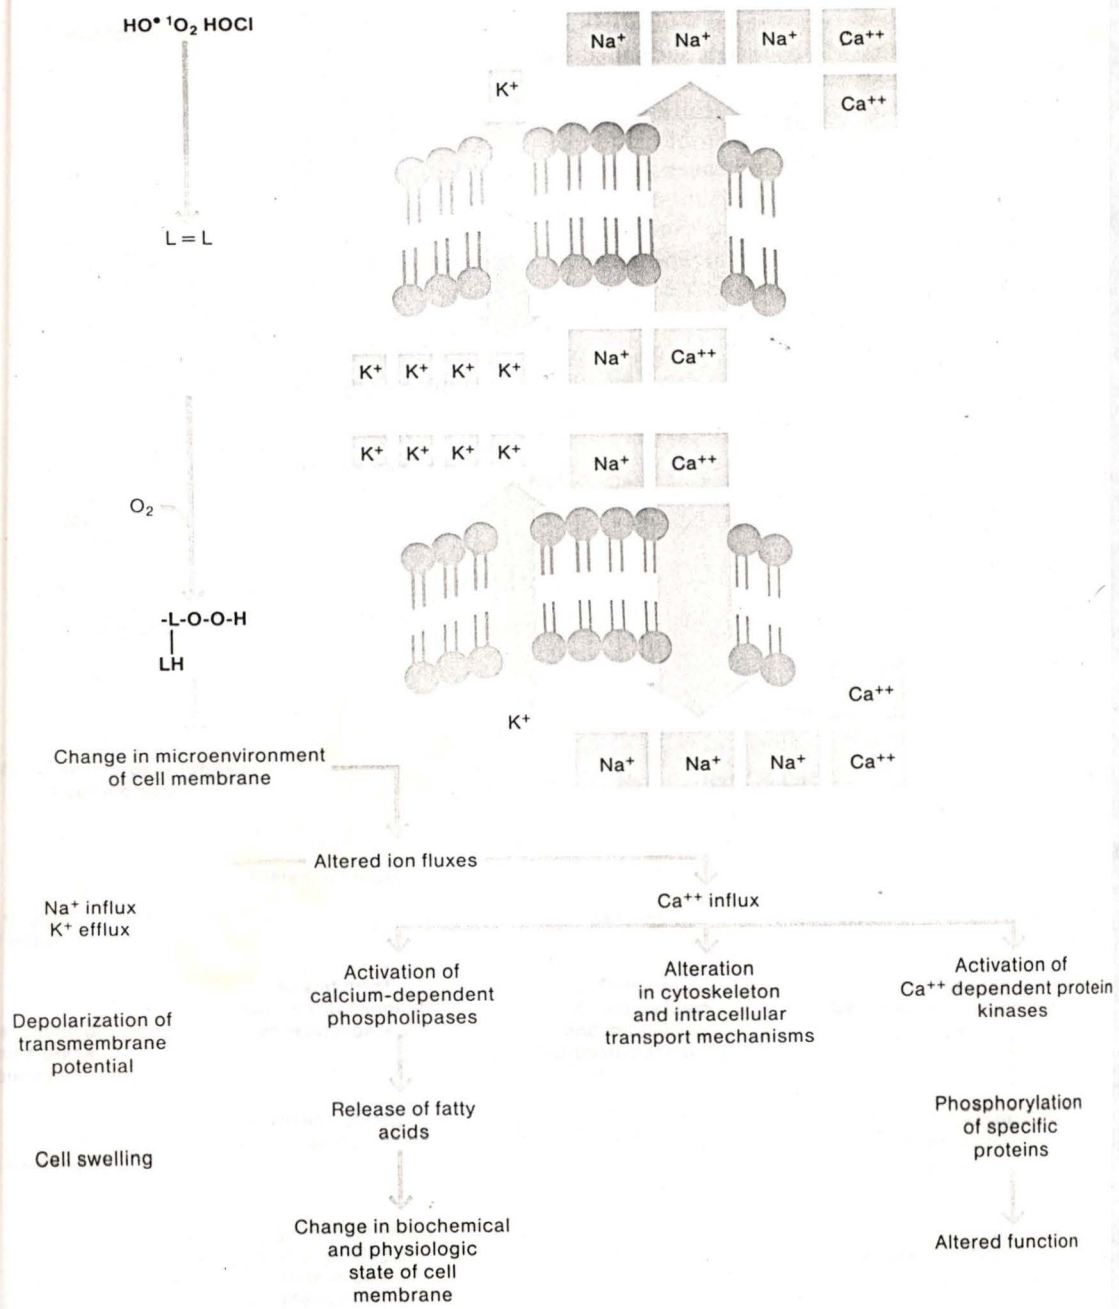 HO• ¹O₂ HOCl
Na⁺ Na⁺ Na⁺ Ca⁺⁺
K⁺
Ca⁺⁺
L = L
Na⁺ Ca⁺⁺
K⁺ K⁺ K⁺ K⁺
K⁺ K⁺ K⁺ K⁺
Na⁺ Ca⁺⁺
O₂
-L-O-O-H
LH
Ca⁺⁺
K⁺
Na⁺ Na⁺ Na⁺ Ca⁺⁺
Change in microenvironment
of cell membrane
Altered ion fluxes
Na⁺ influx
K⁺ efflux
Ca⁺⁺ influx
Depolarization of
transmembrane
potential
Cell swelling
Activation of
calcium-dependent
phospholipases
Release of fatty
acids
Change in biochemical
and physiologic
state of cell
membrane
Alteration
in cytoskeleton
and intracellular
transport mechanisms
Activation of
Ca⁺⁺ dependent protein
kinases
Phosphorylation
of specific
proteins
Altered function